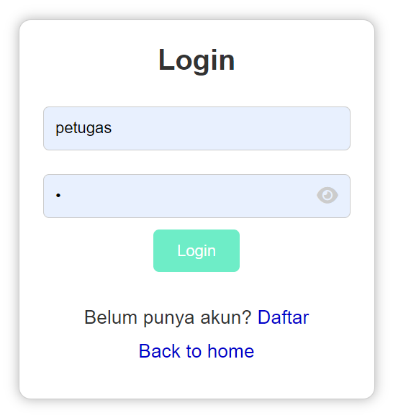 Login
petugas
•
Login
Belum punya akun? Daftar
Back to home